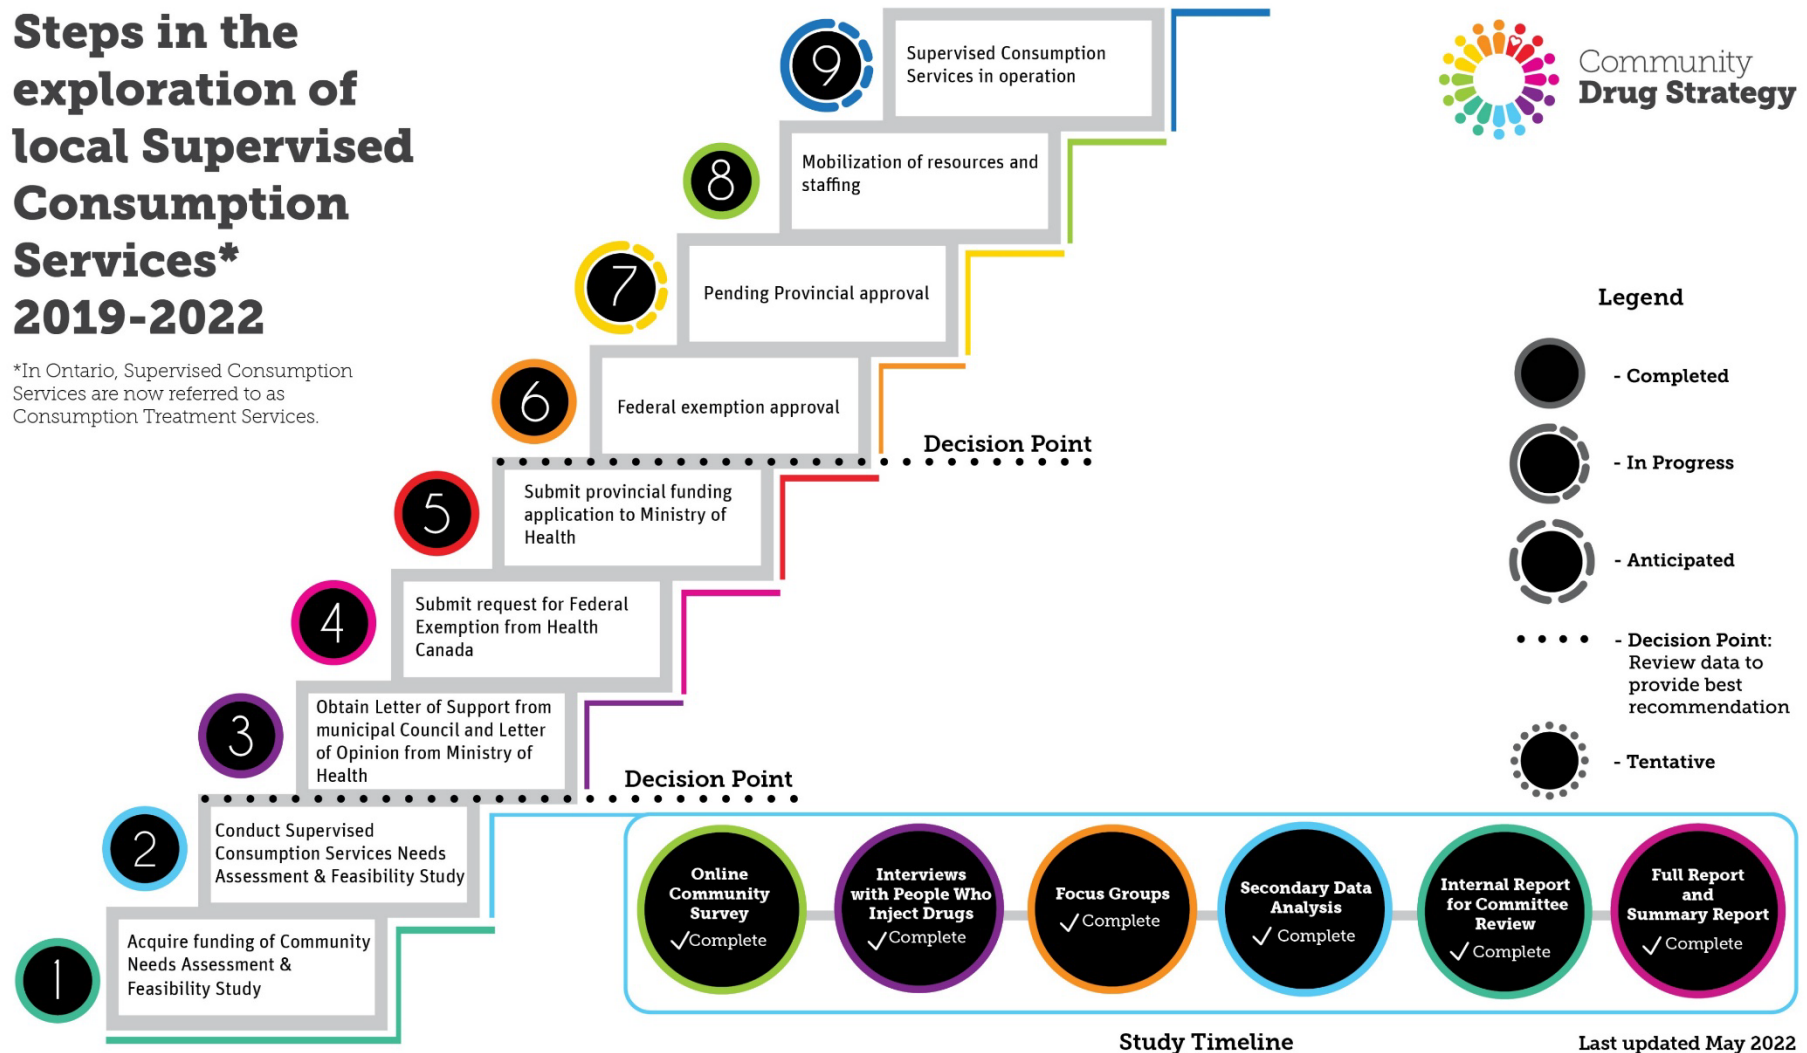 Steps in the
exploration of
local Supervised
Consumption
Services*
2019-2022
*In Ontario, Supervised Consumption
Services are now referred to as
Consumption Treatment Services.
Community
Drug Strategy
9
Supervised Consumption
Services in operation
8
Mobilization of resources and
staffing
7
Pending Provincial approval
6
Federal exemption approval
Decision Point
5
Submit provincial funding
application to Ministry of
Health
4
Submit request for Federal
Exemption from Health
Canada
3
Obtain Letter of Support from
municipal Council and Letter
of Opinion from Ministry of
Health
Decision Point
2
Conduct Supervised
Consumption Services Needs
Assessment & Feasibility Study
1
Acquire funding of Community
Needs Assessment &
Feasibility Study
Legend
- Completed
- In Progress
- Anticipated
- Decision Point:
Review data to
provide best
recommendation
- Tentative
Online
Community
Survey
✓Complete
Interviews
with People Who
Inject Drugs
✓Complete
Focus Groups
✓Complete
Secondary Data
Analysis
✓ Complete
Internal Report
for Committee
Review
✓ Complete
Full Report
and
Summary Report
✓ Complete
Study Timeline
Last updated May 2022